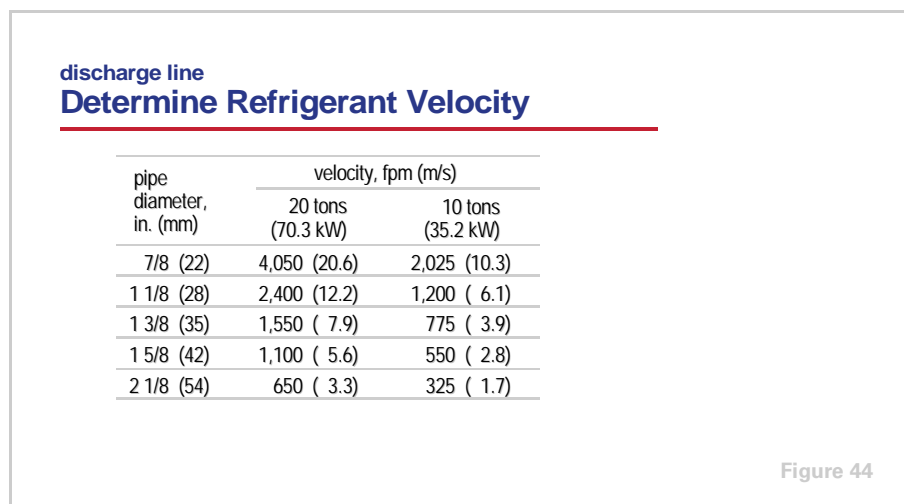 discharge line
Determine Refrigerant Velocity
pipe diameter, in. (mm)
velocity, fpm (m/s)
20 tons (70.3 kW)
10 tons (35.2 kW)
7/8 (22) 4,050 (20.6) 2,025 (10.3)
1 1/8 (28) 2,400 (12.2) 1,200 ( 6.1)
1 3/8 (35) 1,550 ( 7.9) 775 ( 3.9)
1 5/8 (42) 1,100 ( 5.6) 550 ( 2.8)
2 1/8 (54) 650 ( 3.3) 325 ( 1.7)
Figure 44